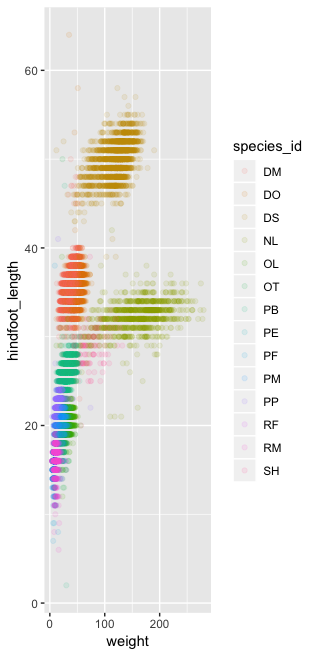 60
40
20
0
hindfoot_length
0
100
200
weight
species_id
DM
DO
DS
NL
OL
OT
PB
PE
PF
PM
PP
RF
RM
SH